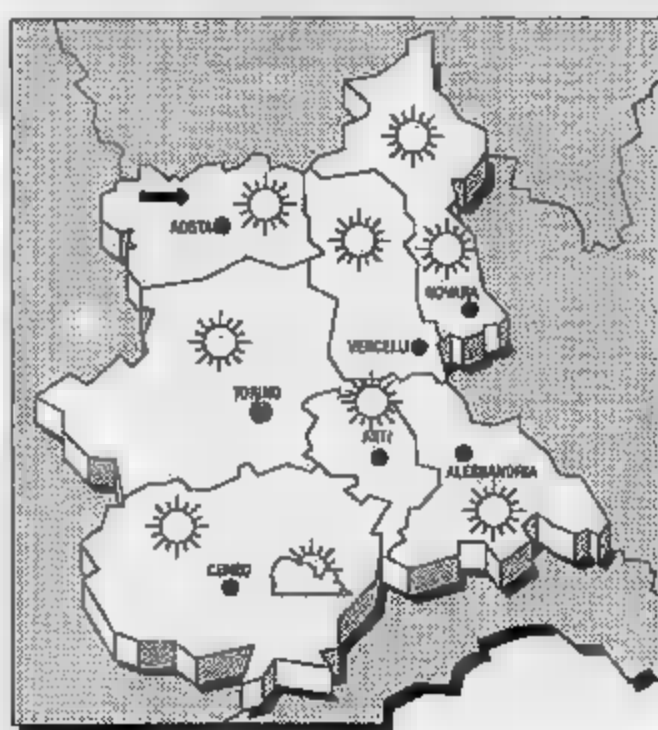 AOSTA
NOVARA
VERCELLI
TORINO
ASTI
ALESSANDRIA
CUNEO